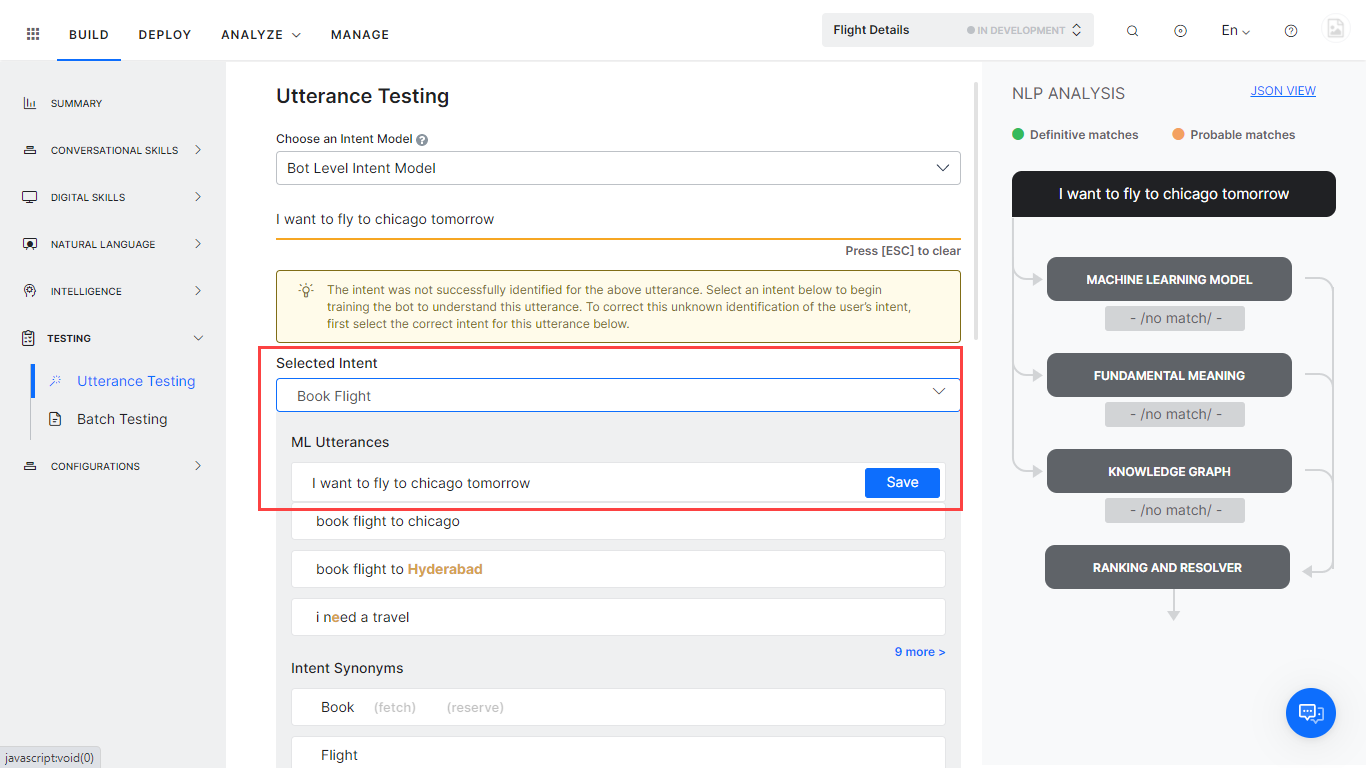 BUILD DEPLOY ANALYZE MANAGE Flight Details IN DEVELOPMENT En
SUMMARY
CONVERSATIONAL SKILLS
DIGITAL SKILLS
NATURAL LANGUAGE
INTELLIGENCE
TESTING
Utterance Testing
Batch Testing
CONFIGURATIONS
javascript:void(0)
Utterance Testing
Choose an Intent Model ?
Bot Level Intent Model
I want to fly to chicago tomorrow
Press [ESC] to clear
The intent was not successfully identified for the above utterance. Select an intent below to begin
training the bot to understand this utterance. To correct this unknown identification of the user's intent,
first select the correct intent for this utterance below.
Selected Intent
Book Flight
ML Utterances
I want to fly to chicago tomorrow Save
book flight to chicago
book flight to Hyderabad
i need a travel
9 more >
Intent Synonyms
Book (fetch) (reserve)
Flight
NLP ANALYSIS JSON VIEW
Definitive matches Probable matches
I want to fly to chicago tomorrow
MACHINE LEARNING MODEL
- /no match/ -
FUNDAMENTAL MEANING
- /no match/ -
KNOWLEDGE GRAPH
- /no match/ -
RANKING AND RESOLVER